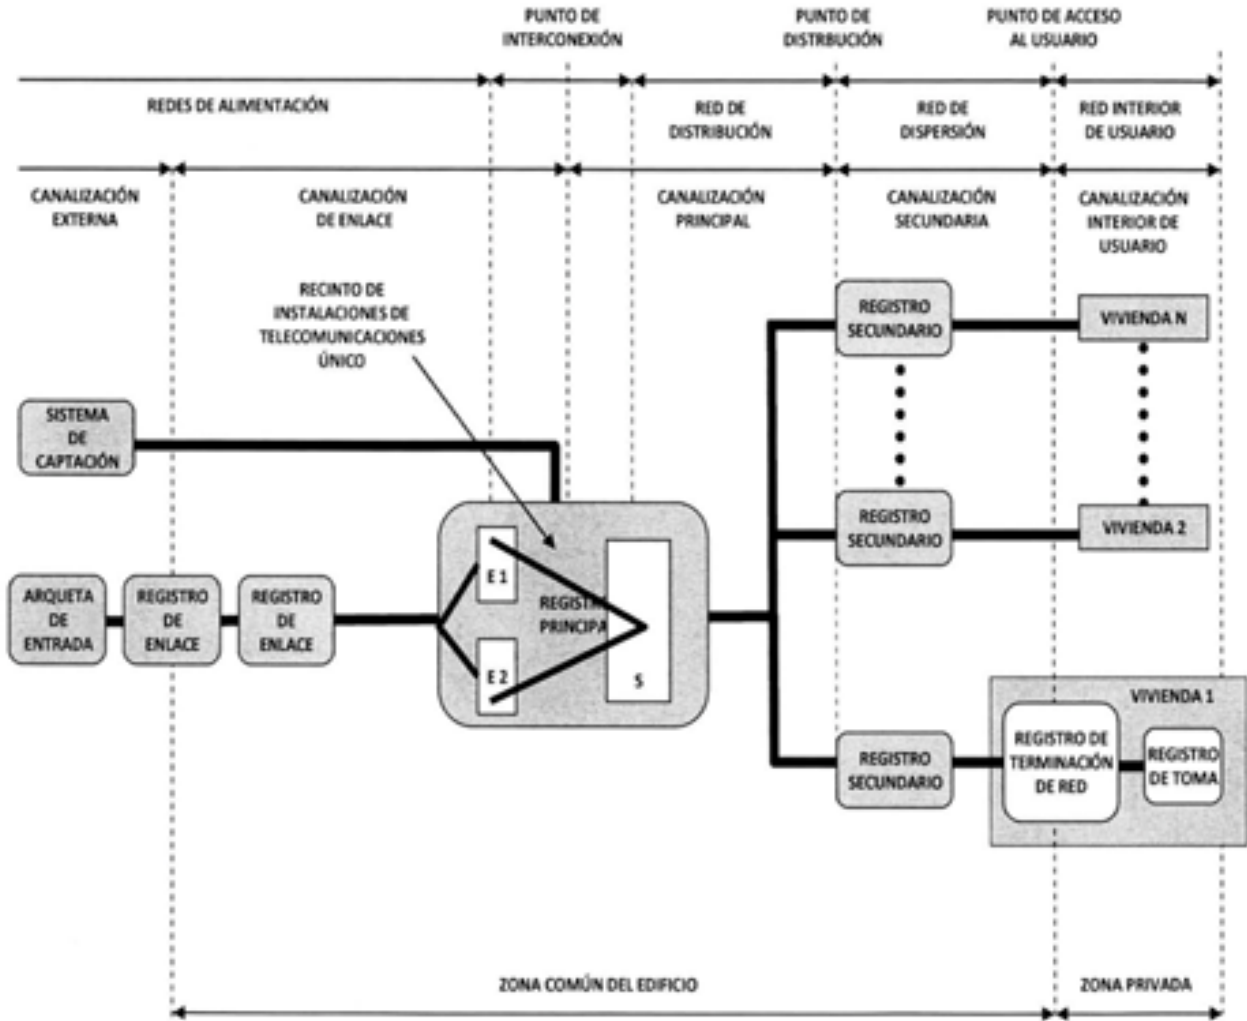 PUNTO DE
INTERCONEXIÓN
PUNTO DE
DISTRBUCIÓN
PUNTO DE ACCESO
AL USUARIO
REDES DE ALIMENTACIÓN
RED DE
DISTRIBUCIÓN
RED DE
DISPERSIÓN
RED INTERIOR
DE USUARIO
CANALIZACIÓN
EXTERNA
CANALIZACIÓN
DE ENLACE
CANALIZACIÓN
PRINCIPAL
CANALIZACIÓN
SECUNDARIA
CANALIZACIÓN
INTERIOR DE
USUARIO
RECINTO DE
INSTALACIONES DE
TELECOMUNICACIONES
ÚNICO
REGISTRO
SECUNDARIO
VIVIENDA N
SISTEMA
DE
CAPTACIÓN
REGISTRO
SECUNDARIO
VIVIENDA 2
ARQUETA
DE
ENTRADA
REGISTRO
DE
ENLACE
REGISTRO
DE
ENLACE
E 1
REGISTR
PRINCIPA
E 2
S
VIVIENDA 1
REGISTRO
SECUNDARIO
REGISTRO DE
TERMINACIÓN
DE RED
REGISTRO
DE TOMA
ZONA COMÚN DEL EDIFICIO
ZONA PRIVADA